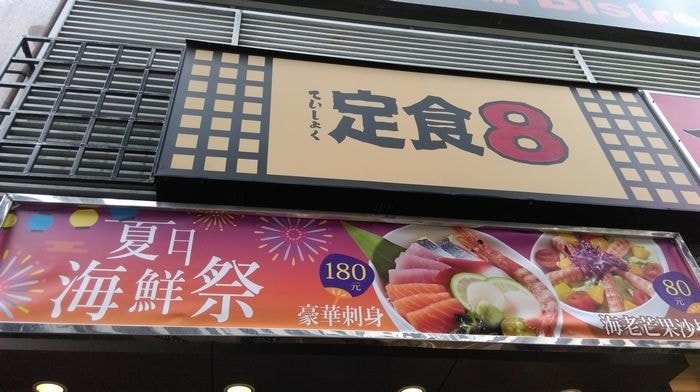 Bistro
ていしょく
定食8
夏日
海鮮祭
180元
豪華刺身
80元
海老芒果沙